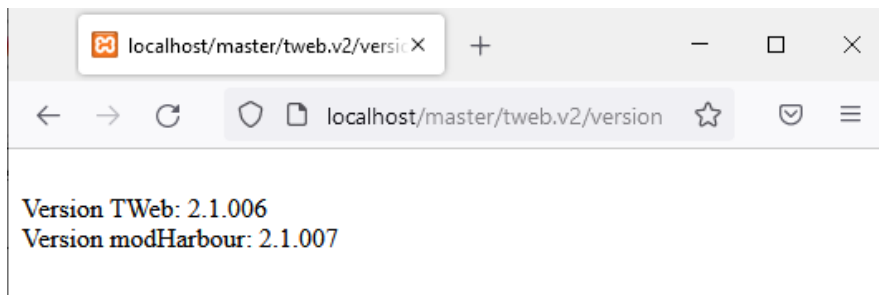 localhost/master/tweb.v2/versic
localhost/master/tweb.v2/version
Version TWeb: 2.1.006
Version modHarbour: 2.1.007